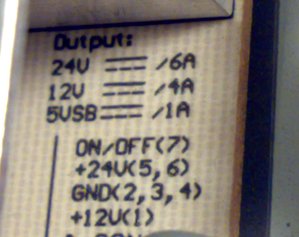 Output:
24V ⎓ /6A
12V ⎓ /4A
5USB ⎓ /1A
ON/OFF(7)
+24V(5,6)
GND(2,3,4)
+12V(1)